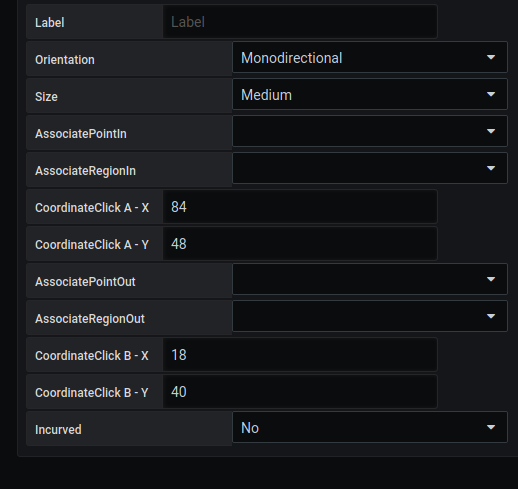 Label Label
Orientation Monodirectional
Size Medium
AssociatePointIn
AssociateRegionIn
CoordinateClick A - X 84
CoordinateClick A - Y 48
AssociatePointOut
AssociateRegionOut
CoordinateClick B - X 18
CoordinateClick B - Y 40
Incurved No